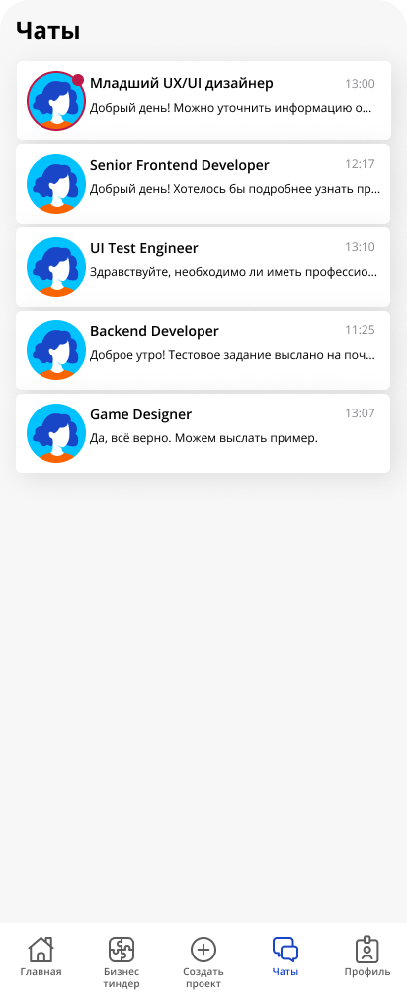 Чаты
Младший UX/UI дизайнер 13:00
Добрый день! Можно уточнить информацию о...
Senior Frontend Developer 12:17
Добрый день! Хотелось бы подробнее узнать пр...
UI Test Engineer 13:10
Здравствуйте, необходимо ли иметь профессио...
Backend Developer 11:25
Доброе утро! Тестовое задание выслано на поч...
Game Designer 13:07
Да, всё верно. Можем выслать пример.
Главная Бизнес тиндер Создать проект Чаты Профиль